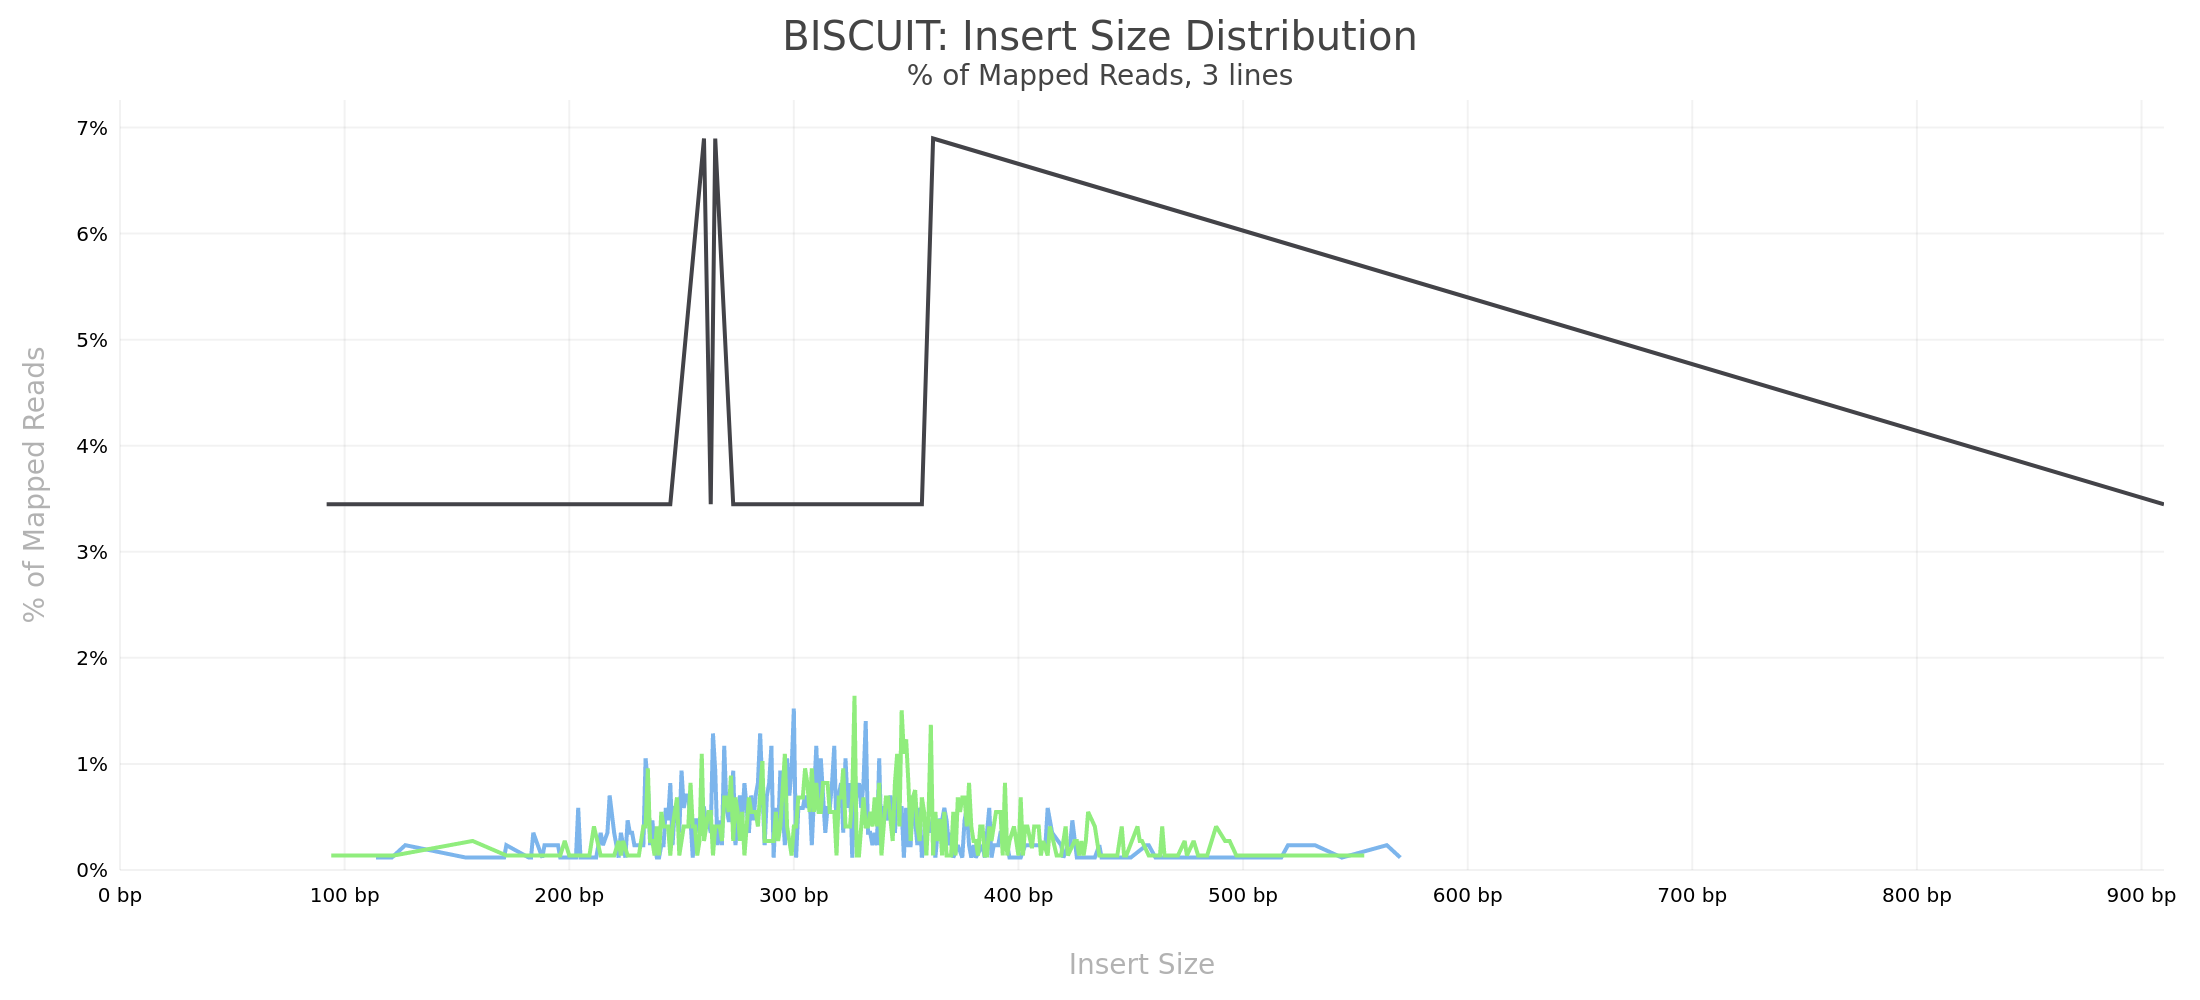 BISCUIT: Insert Size Distribution
% of Mapped Reads, 3 lines
% of Mapped Reads
7%
6%
5%
4%
3%
2%
1%
0%
0 bp 100 bp 200 bp 300 bp 400 bp 500 bp 600 bp 700 bp 800 bp 900 bp
Insert Size